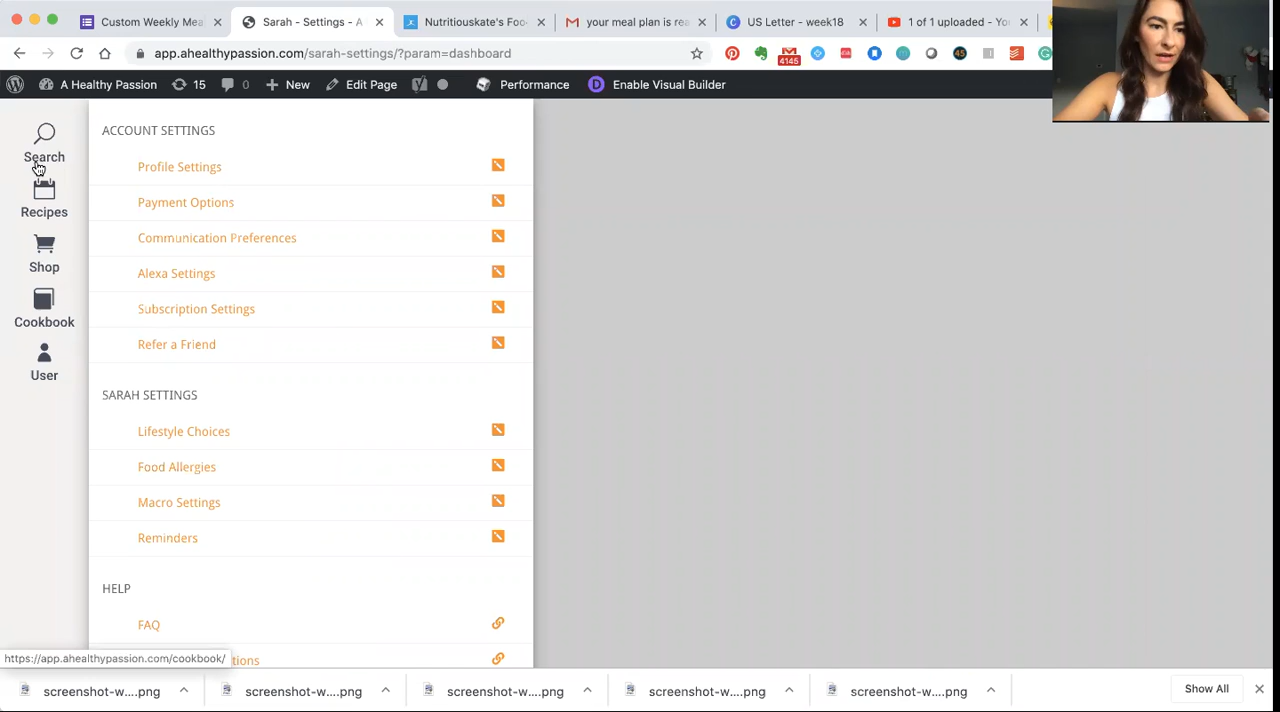 Custom Weekly Mea
Sarah - Settings - A
Nutritiouskate's Foo
your meal plan is rea
US Letter - week18
1 of 1 uploaded - Yo
app.ahealthypassion.com/sarah-settings/?param=dashboard
4145
45
A Healthy Passion
15
0
New
Edit Page
Performance
D
Enable Visual Builder
Search
Recipes
Shop
Cookbook
User
ACCOUNT SETTINGS
Profile Settings
Payment Options
Communication Preferences
Alexa Settings
Subscription Settings
Refer a Friend
SARAH SETTINGS
Lifestyle Choices
Food Allergies
Macro Settings
Reminders
HELP
FAQ
tions
https://app.ahealthypassion.com/cookbook/
screenshot-w....png
screenshot-w....png
screenshot-w....png
screenshot-w....png
screenshot-w....png
Show All